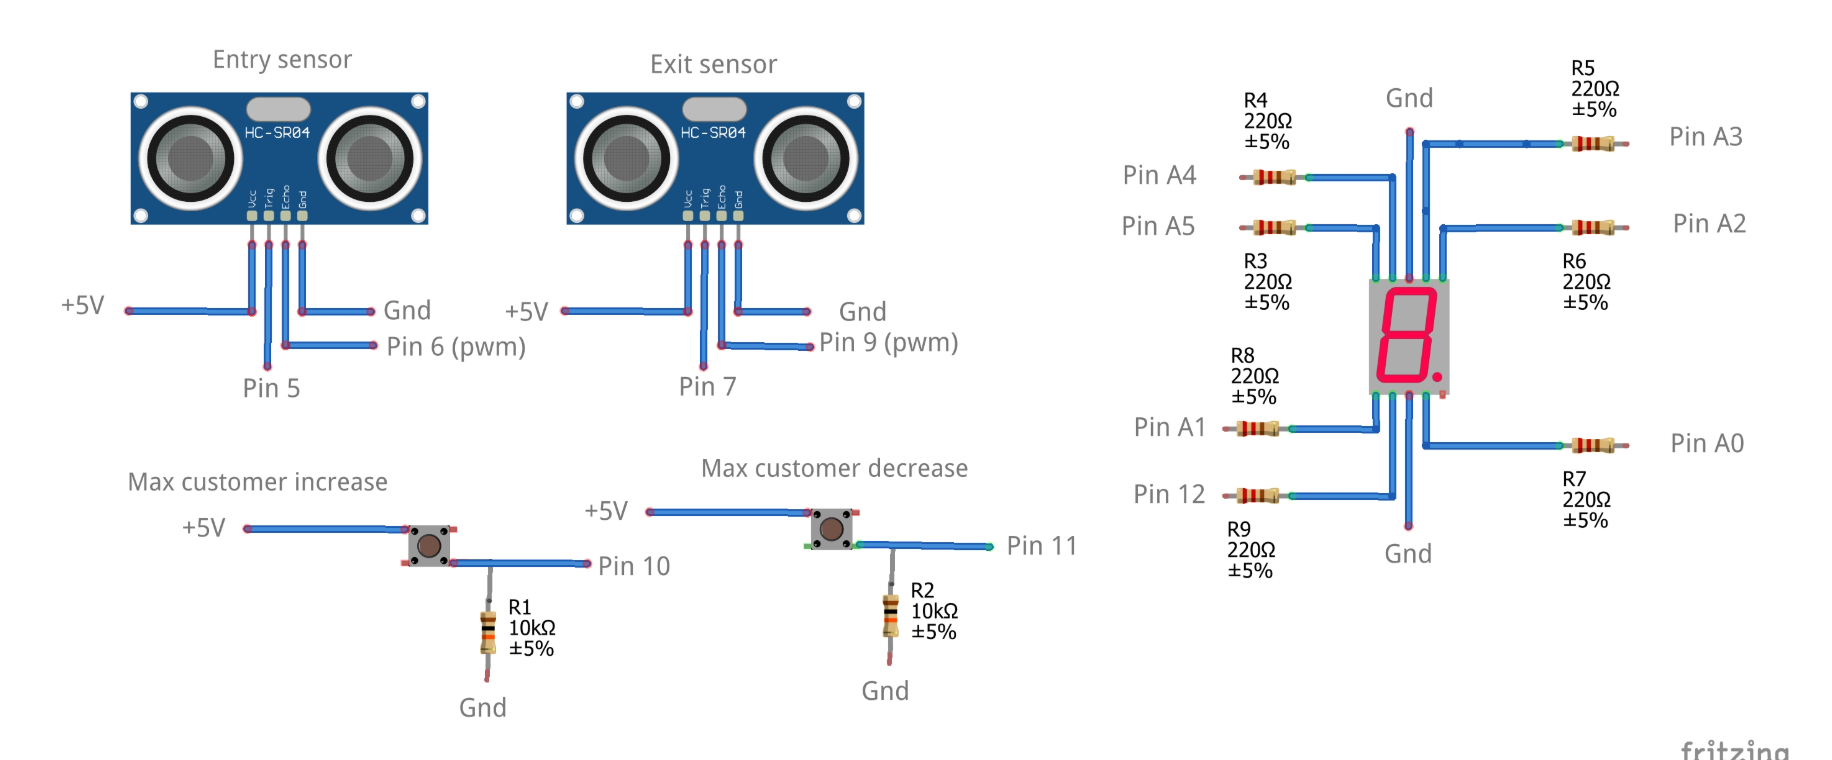 Entry sensor
HC-SR04
Vcc
Trig
Echo
Gnd
+5V
Gnd
Pin 6 (pwm)
Pin 5
Exit sensor
HC-SR04
Vcc
Trig
Echo
Gnd
+5V
Gnd
Pin 9 (pwm)
Pin 7
Max customer increase
+5V
Pin 10
R1
10kΩ
±5%
Gnd
Max customer decrease
+5V
Pin 11
R2
10kΩ
±5%
Gnd
Gnd
R4
220Ω
±5%
Pin A4
R5
220Ω
±5%
Pin A3
Pin A5
R3
220Ω
±5%
Pin A2
R6
220Ω
±5%
8.
R8
220Ω
±5%
Pin A1
Pin A0
R7
220Ω
±5%
Pin 12
R9
220Ω
±5%
Gnd
fritzing